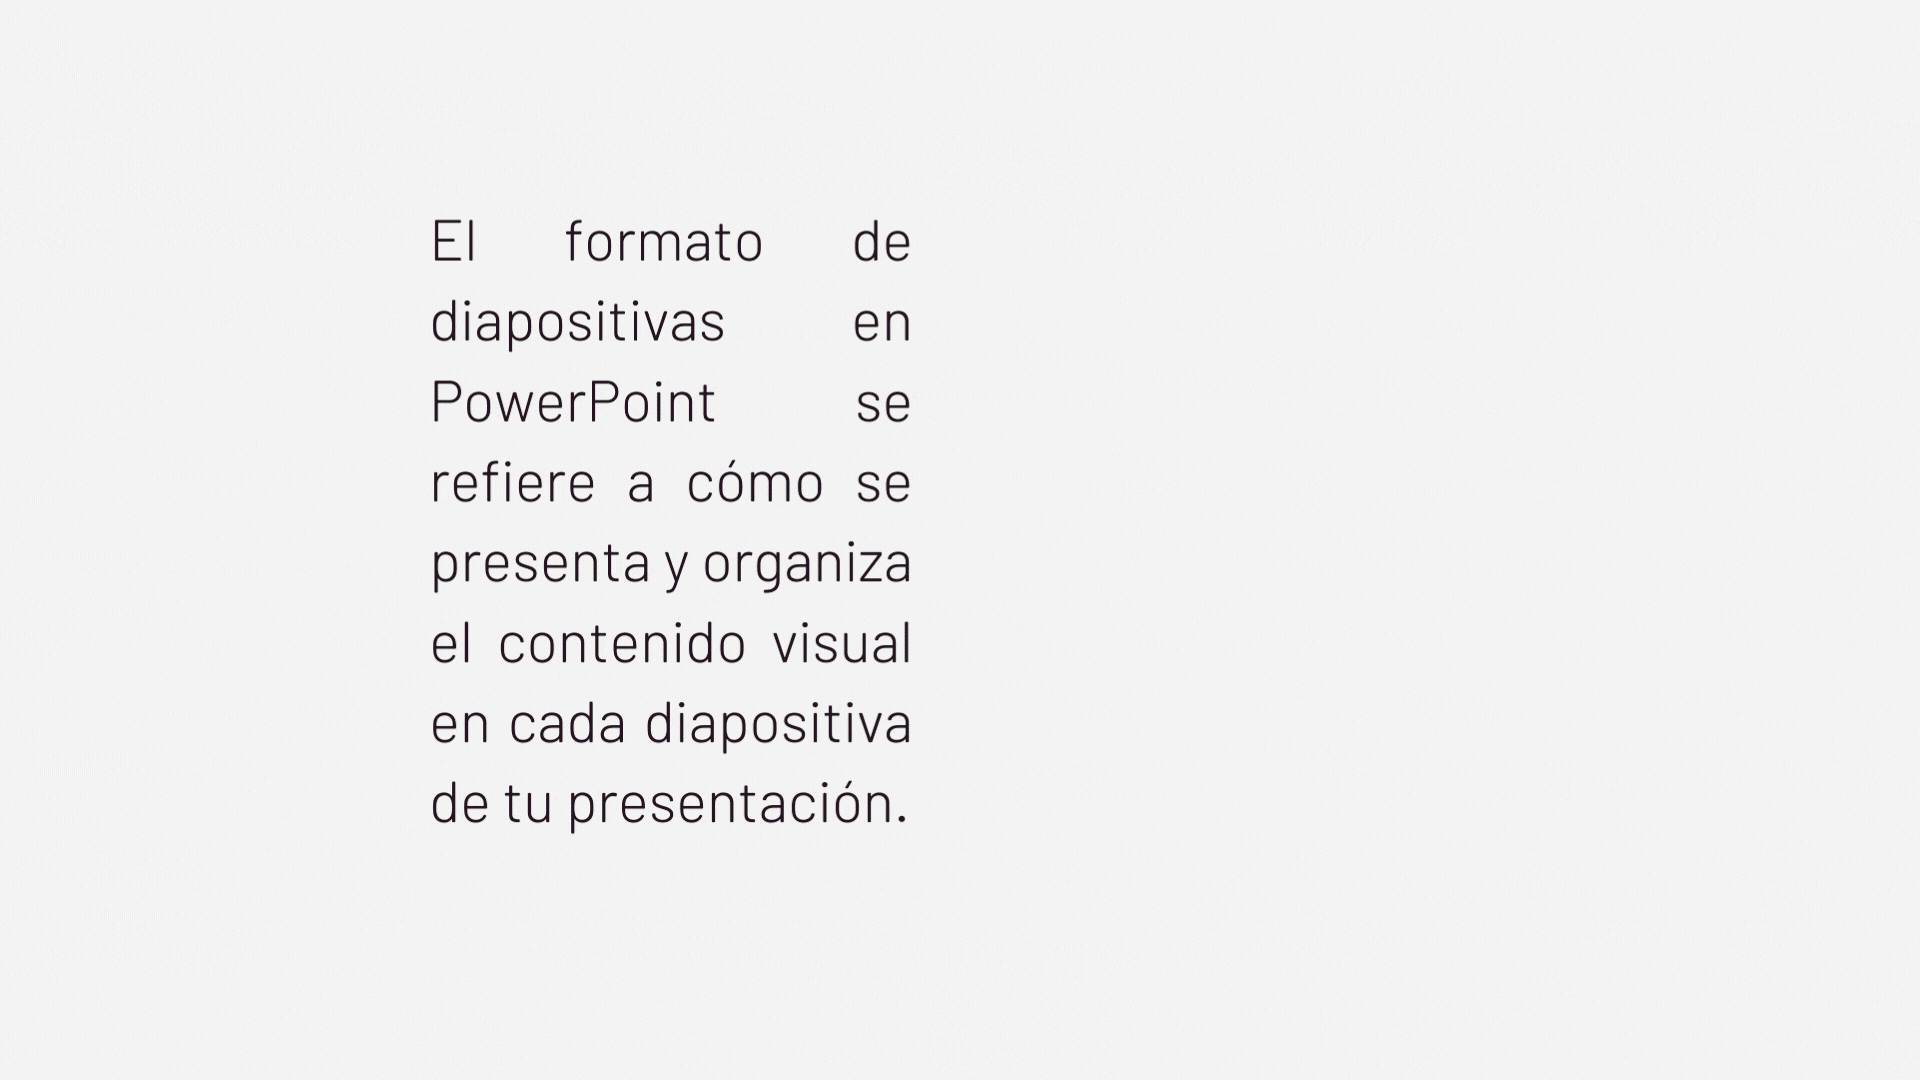 El formato de
diapositivas en
PowerPoint se
refiere a cómo se
presenta y organiza
el contenido visual
en cada diapositiva
de tu presentación.